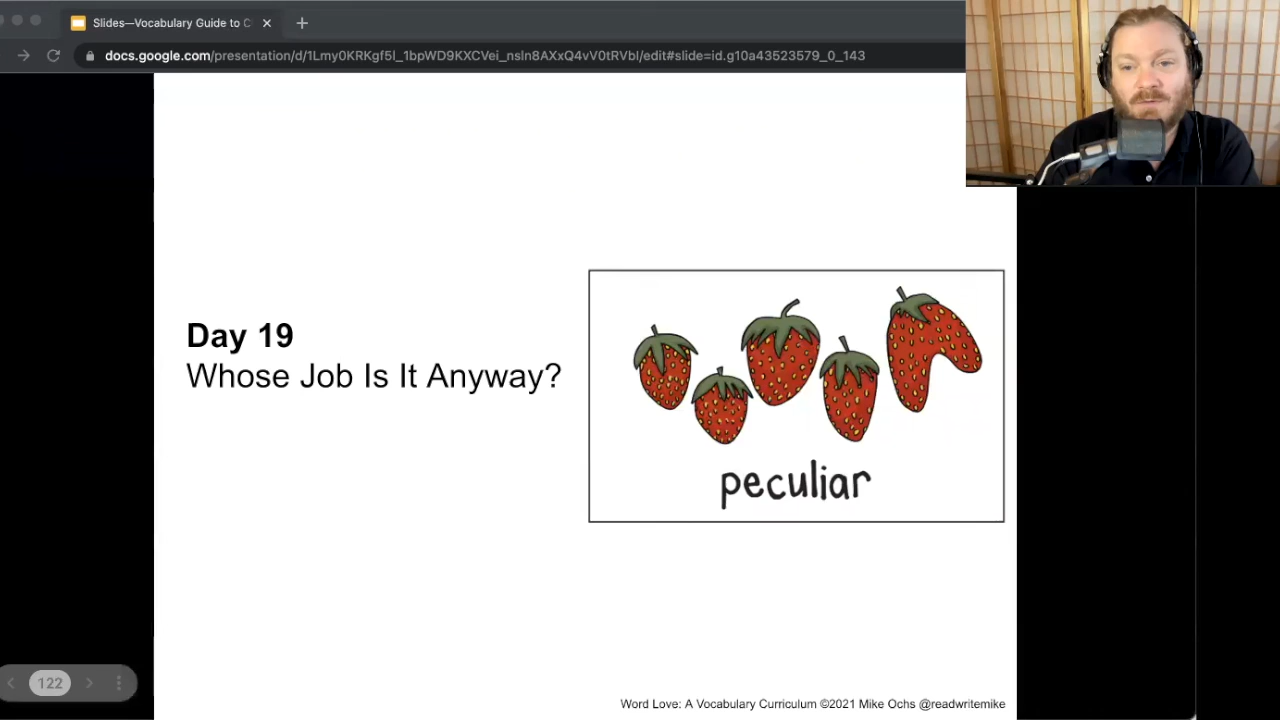 Slides—Vocabulary Guide to C
docs.google.com/presentation/d/1Lmy0KRKgf5I_1bpWD9KXCVei_nsIn8AXxQ4vV0tRVbI/edit#slide=id.g10a43523579_0_143
Day 19
Whose Job Is It Anyway?
peculiar
122
Word Love: A Vocabulary Curriculum ©2021 Mike Ochs @readwritemike